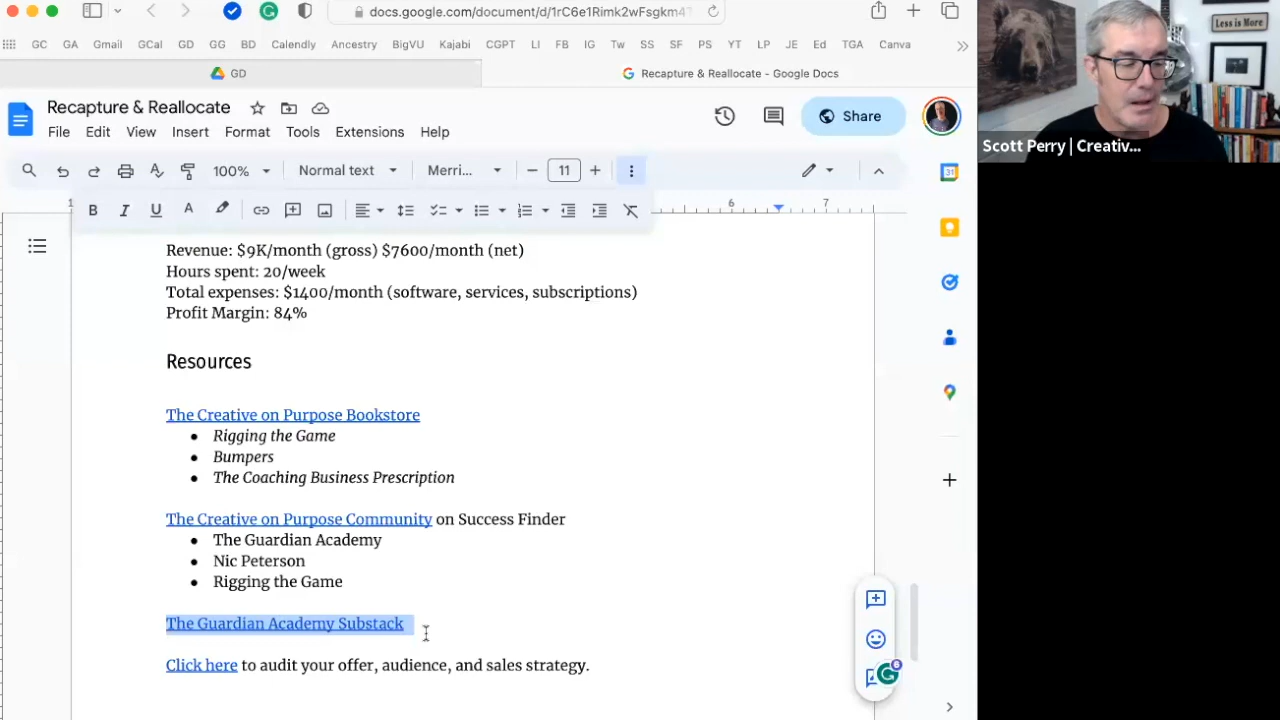 docs.google.com/document/d/1rC6e1Rimk2wFsgkm4
GC GA Gmail GCal GD GG BD Calendly Ancestry BigVU Kajabi CGPT LI FB IG Tw SS SF PS YT LP JE Ed TGA Canva
GD
Recapture & Reallocate - Google Docs
Less is More
Recapture & Reallocate
File Edit View Insert Format Tools Extensions Help
Share
Scott Perry | Creativ...
100% Normal text Merri... 11
31
1 6 7
Revenue: $9K/month (gross) $7600/month (net)
Hours spent: 20/week
Total expenses: $1400/month (software, services, subscriptions)
Profit Margin: 84%
Resources
The Creative on Purpose Bookstore
● Rigging the Game
● Bumpers
● The Coaching Business Prescription
The Creative on Purpose Community on Success Finder
● The Guardian Academy
● Nic Peterson
● Rigging the Game
The Guardian Academy Substack
Click here to audit your offer, audience, and sales strategy.